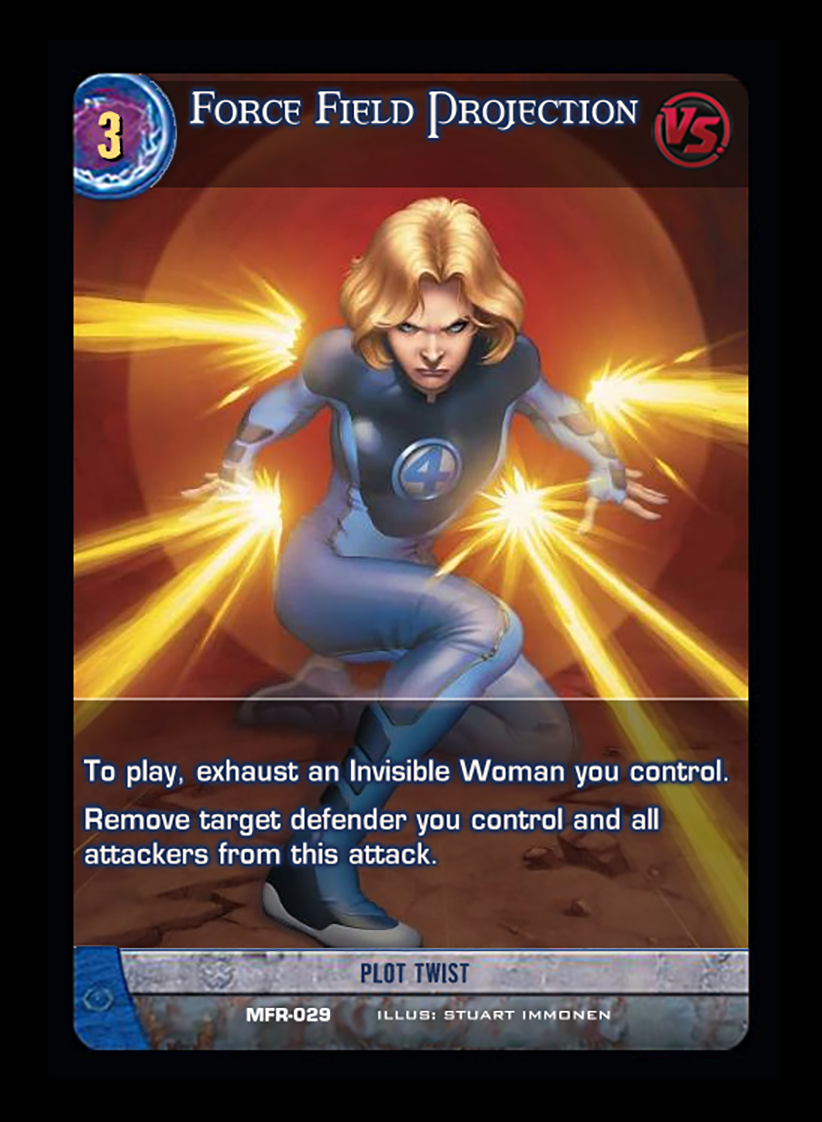 3
Force Field Projection
VS.
4
To play, exhaust an Invisible Woman you control.
Remove target defender you control and all
attackers from this attack.
PLOT TWIST
MFR-029 ILLUS: STUART IMMONEN